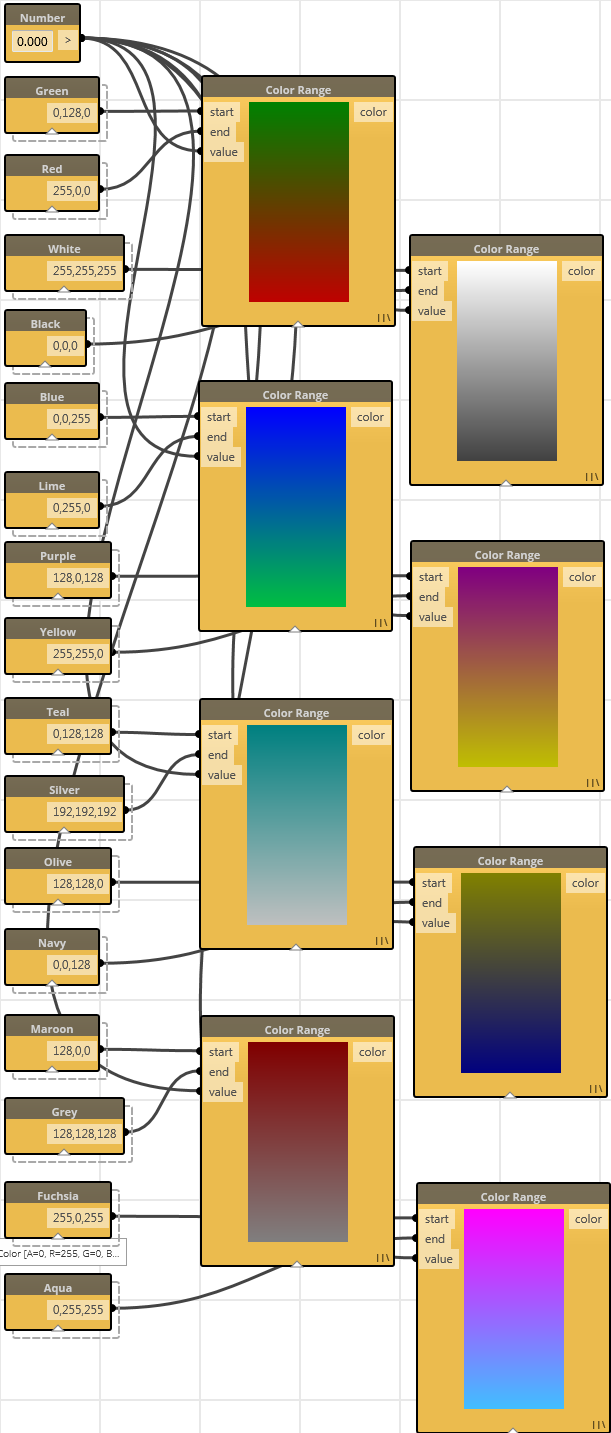 Number
0.000 >
Green
0,128,0
Red
255,0,0
White
255,255,255
Black
0,0,0
Blue
0,0,255
Lime
0,255,0
Purple
128,0,128
Yellow
255,255,0
Teal
0,128,128
Silver
192,192,192
Olive
128,128,0
Navy
0,0,128
Maroon
128,0,0
Grey
128,128,128
Fuchsia
255,0,255
Color [A=0, R=255, G=0, B...
Aqua
0,255,255
Color Range
start color
end
value
Color Range
start color
end
value
Color Range
start color
end
value
Color Range
start color
end
value
Color Range
start color
end
value
Color Range
start color
end
value
Color Range
start color
end
value
Color Range
start color
end
value